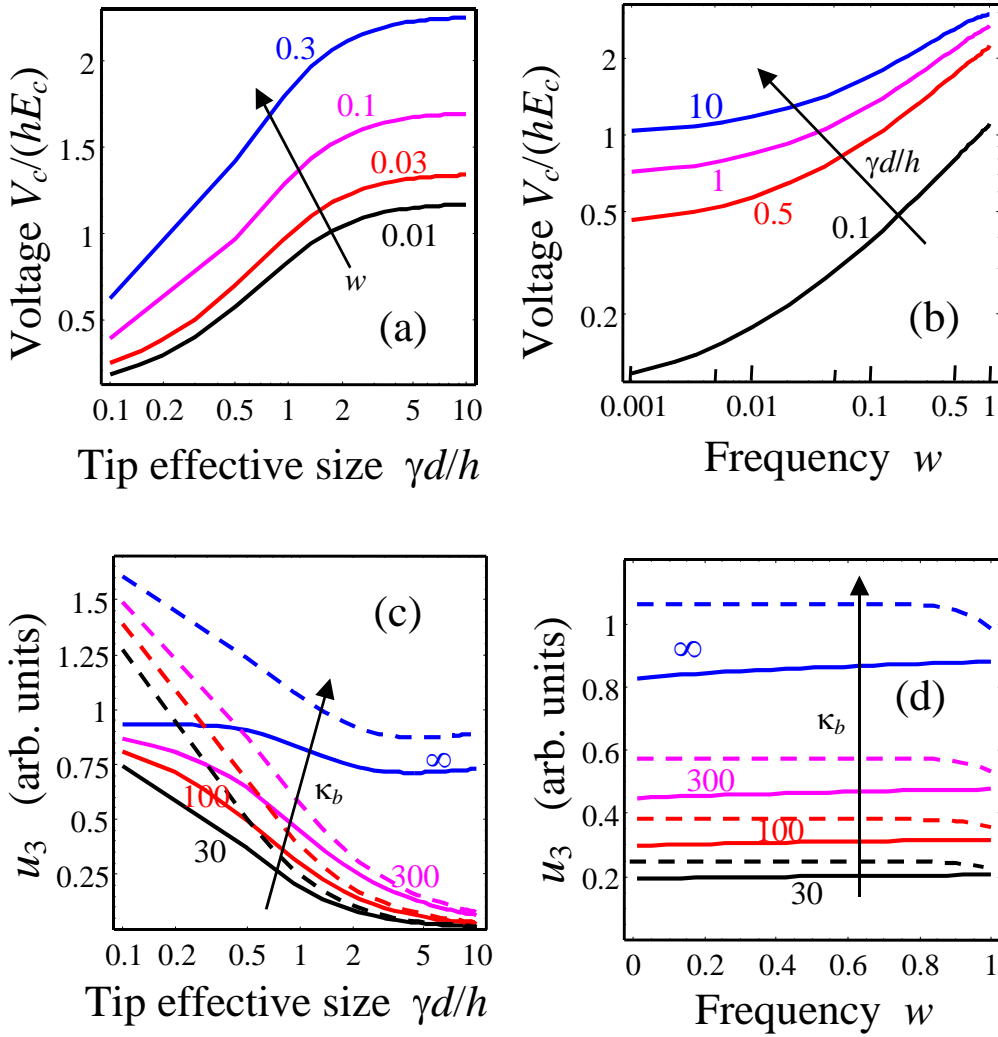 Voltage V_c/(hE_c)
2
1.5
1
0.5
0.3
0.1
0.03
0.01
w
(a)
0.1 0.2 0.5 1 2 5 10
Tip effective size γd/h
Voltage V_c/(hE_c)
2
1
0.5
0.2
10
1
0.5
0.1
γd/h
(b)
0.001 0.01 0.1 0.5 1
Frequency w
u_3 (arb. units)
1.5
1.25
1
0.75
0.5
0.25
(c)
∞
κ_b
100
30
300
0.1 0.2 0.5 1 2 5 10
Tip effective size γd/h
u_3 (arb. units)
1
0.8
0.6
0.4
0.2
∞
(d)
κ_b
300
100
30
0 0.2 0.4 0.6 0.8 1
Frequency w